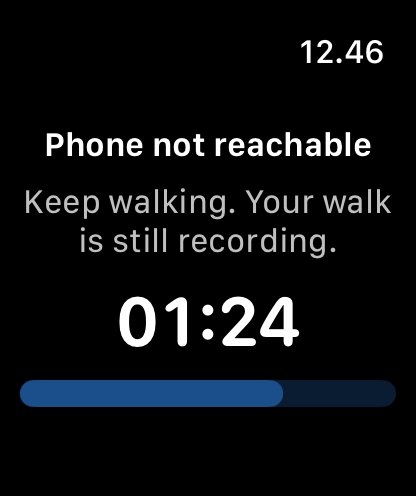 12.46
Phone not reachable
Keep walking. Your walk
is still recording.
01:24